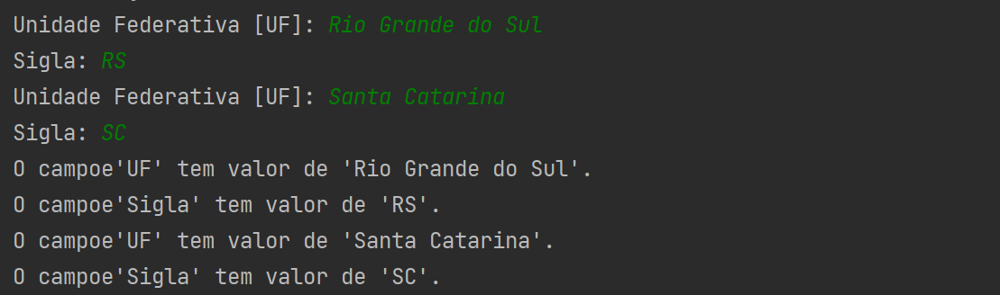 Unidade Federativa [UF]: Rio Grande do Sul
Sigla: RS
Unidade Federativa [UF]: Santa Catarina
Sigla: SC
O campoe'UF' tem valor de 'Rio Grande do Sul'.
O campoe'Sigla' tem valor de 'RS'.
O campoe'UF' tem valor de 'Santa Catarina'.
O campoe'Sigla' tem valor de 'SC'.